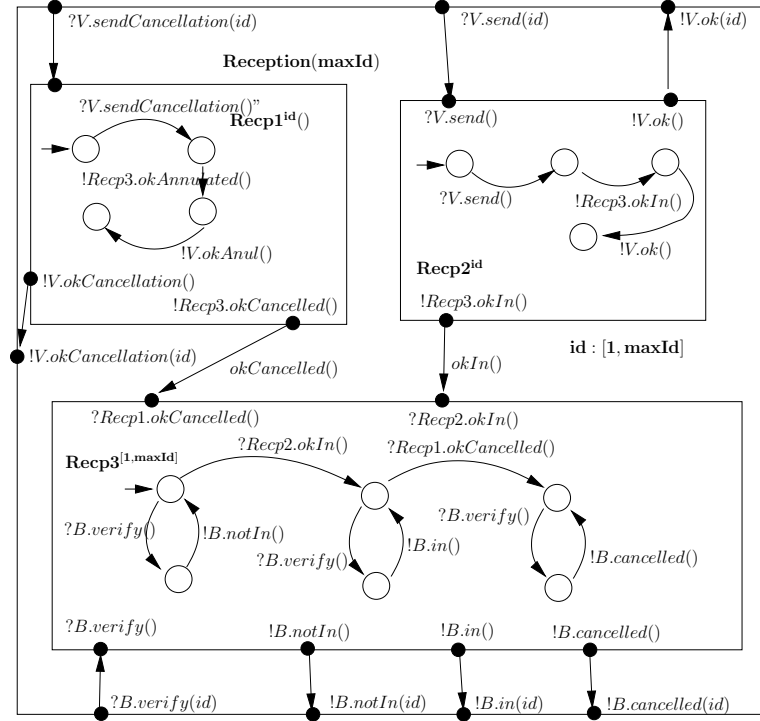 ?V.sendCancellation(id)
?V.send(id)
!V.ok(id)
Reception(maxId)
?V.sendCancellation()"
Recp1^id()
?V.send()
!V.ok()
!Recp3.okAnnulated()
?V.send()
!Recp3.okIn()
!V.okAnul()
!V.ok()
Recp2^id
!V.okCancellation()
!Recp3.okCancelled()
!Recp3.okIn()
id : [1, maxId]
!V.okCancellation(id)
okCancelled()
okIn()
?Recp1.okCancelled()
?Recp2.okIn()
?Recp2.okIn()
?Recp1.okCancelled()
Recp3^[1,maxId]
?B.verify()
!B.notIn()
?B.verify()
!B.in()
?B.verify()
!B.cancelled()
?B.verify()
!B.notIn()
!B.in()
!B.cancelled()
?B.verify(id)
!B.notIn(id)
!B.in(id)
!B.cancelled(id)